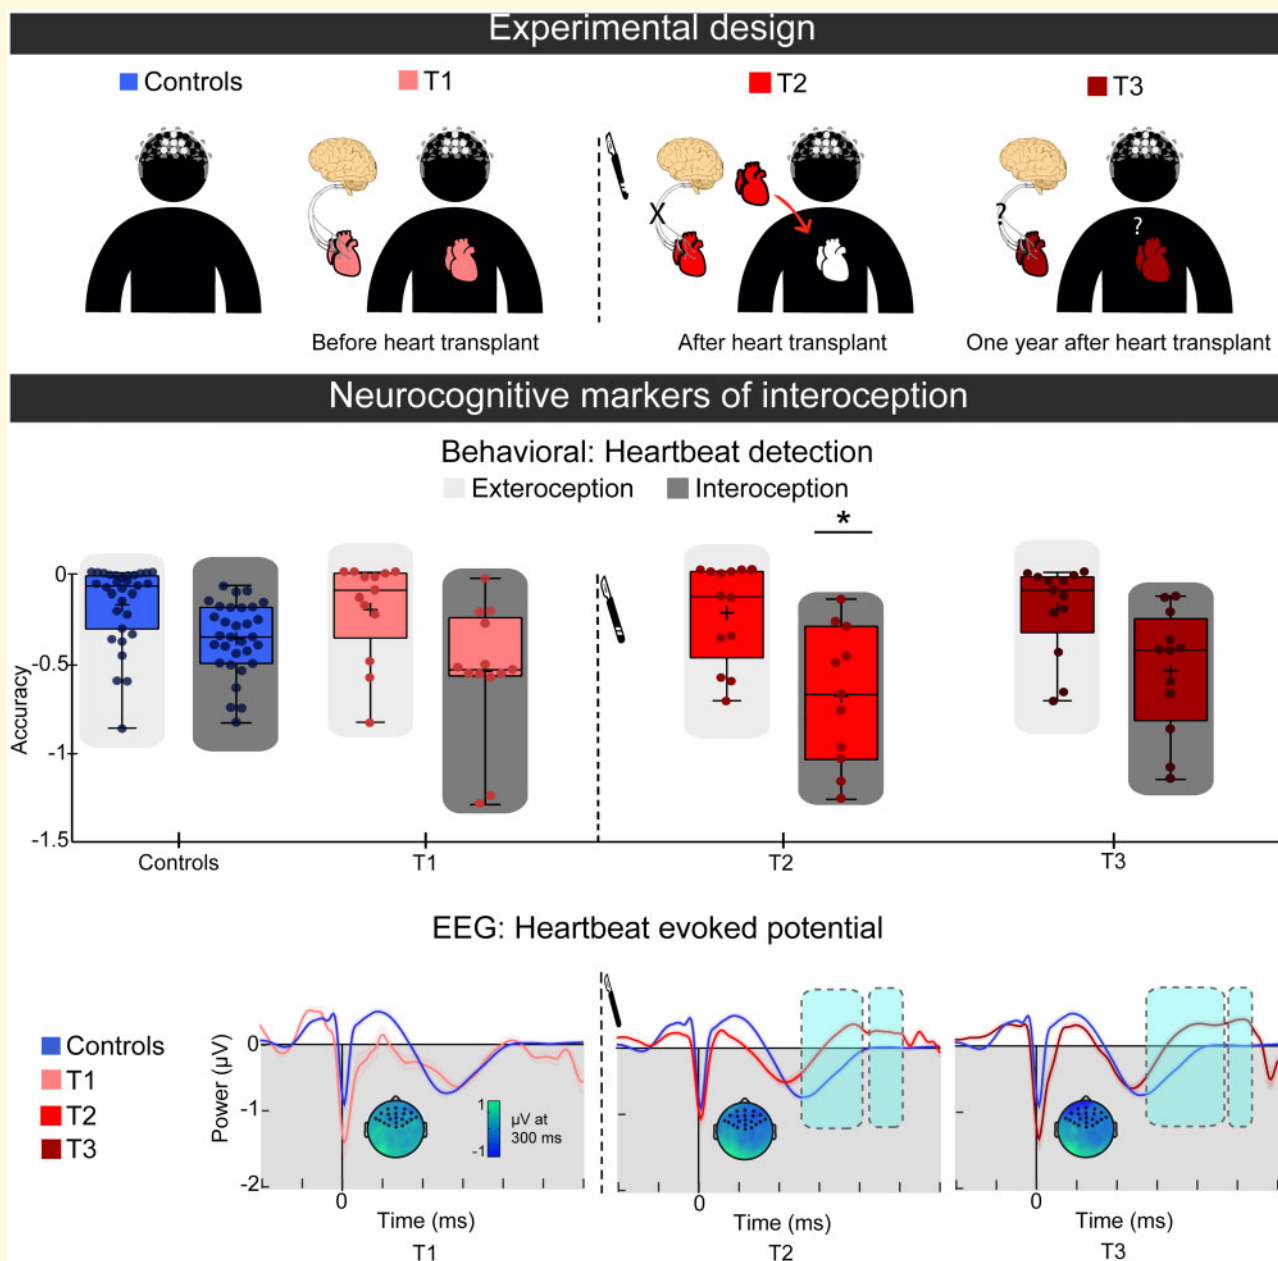 Experimental design
Controls T1 T2 T3
X ? ?
Before heart transplant After heart transplant One year after heart transplant
Neurocognitive markers of interoception
Behavioral: Heartbeat detection
Exteroception Interoception
*
0
-0.5
-1
-1.5
Accuracy
Controls T1 T2 T3
EEG: Heartbeat evoked potential
Controls
T1
T2
T3
Power (µV)
0
-1
-2
1
-1
µV at
300 ms
0 0 0
Time (ms) Time (ms) Time (ms)
T1 T2 T3